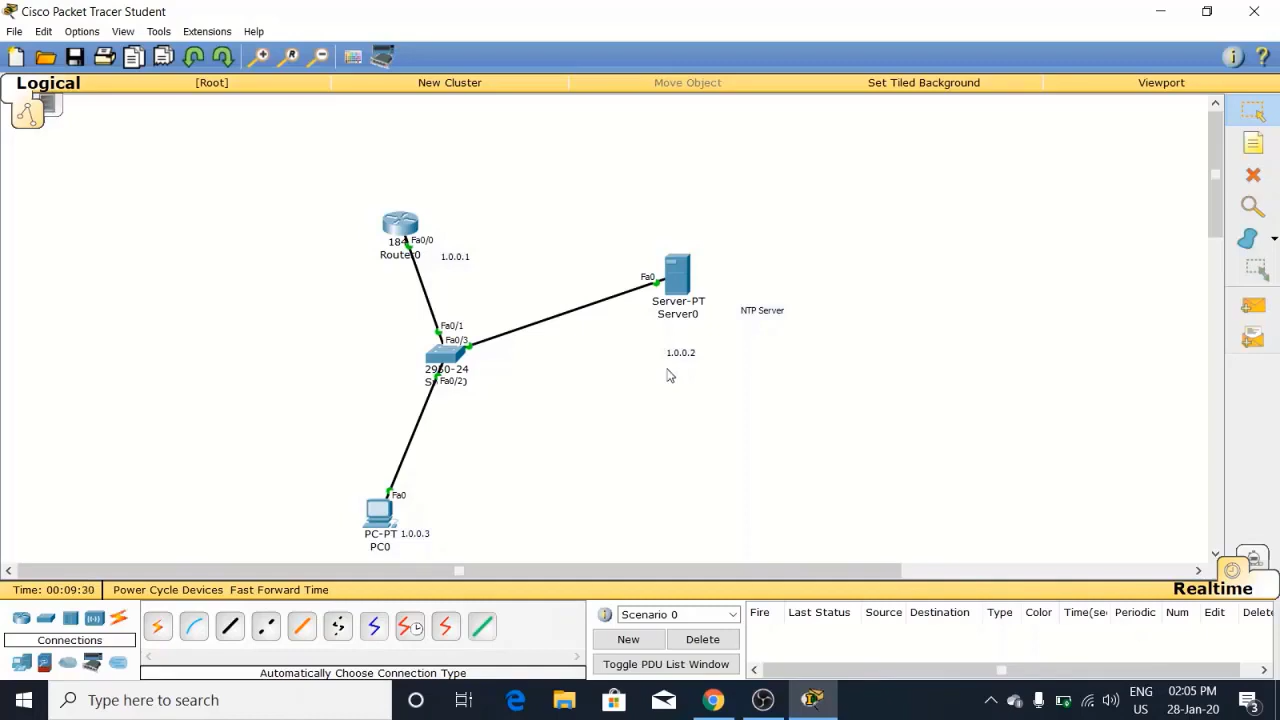 Cisco Packet Tracer Student
File Edit Options View Tools Extensions Help
Logical [Root] New Cluster Move Object Set Tiled Background Viewport
Fa0/0
Router0
1.0.0.1
Fa0
Server-PT
Server0
NTP Server
Fa0/1
Fa0/3
1.0.0.2
2950-24
Fa0/2
Fa0
PC-PT 1.0.0.3
PC0
Time: 00:09:30 Power Cycle Devices Fast Forward Time Realtime
Scenario 0
Fire Last Status Source Destination Type Color Time(sec Periodic Num Edit Delete
Connections
New Delete
Toggle PDU List Window
Automatically Choose Connection Type
Type here to search
ENG
US
02:05 PM
28-Jan-20
3